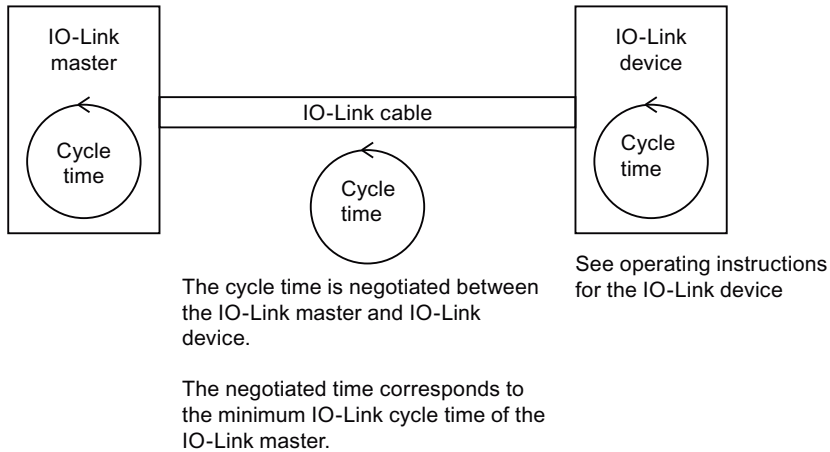 IO-Link
master
Cycle
time
IO-Link cable
Cycle
time
IO-Link
device
Cycle
time
The cycle time is negotiated between
the IO-Link master and IO-Link
device.
The negotiated time corresponds to
the minimum IO-Link cycle time of the
IO-Link master.
See operating instructions
for the IO-Link device